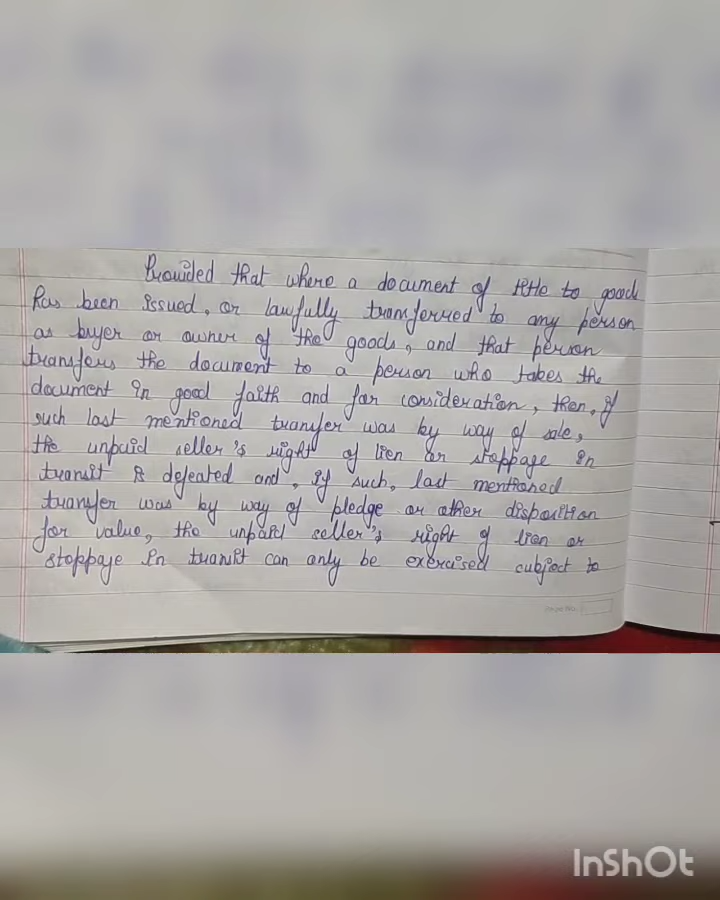 Provided that where a document of title to goods
has been issued, or lawfully transferred to any person
as buyer or owner of the goods, and that person
transfers the document to a person who takes the
document in good faith and for consideration, then, if
such last mentioned transfer was by way of sale,
the unpaid seller's right of lien or stoppage in
transit is defeated and, if such, last mentioned
transfer was by way of pledge or other disposition
for value, the unpaid seller's right of lien or
stoppage in transit can only be exercised subject to
Page No.
InShOt